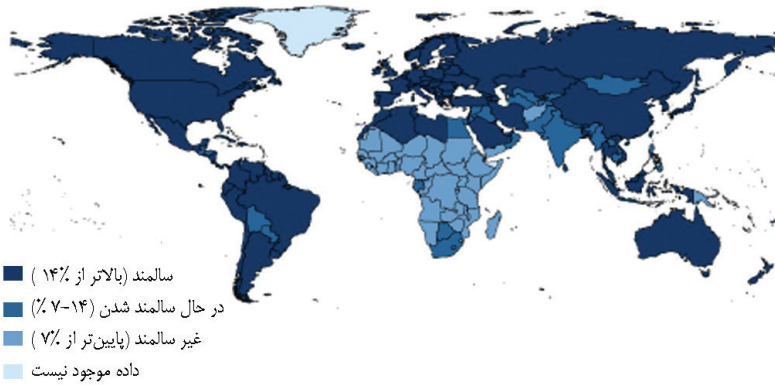 سالمند (بالاتر از ۱۴٪ )
در حال سالمند شدن (۱۴-۷ ٪)
غیر سالمند (پایین‌تر از ۷٪ )
داده موجود نیست